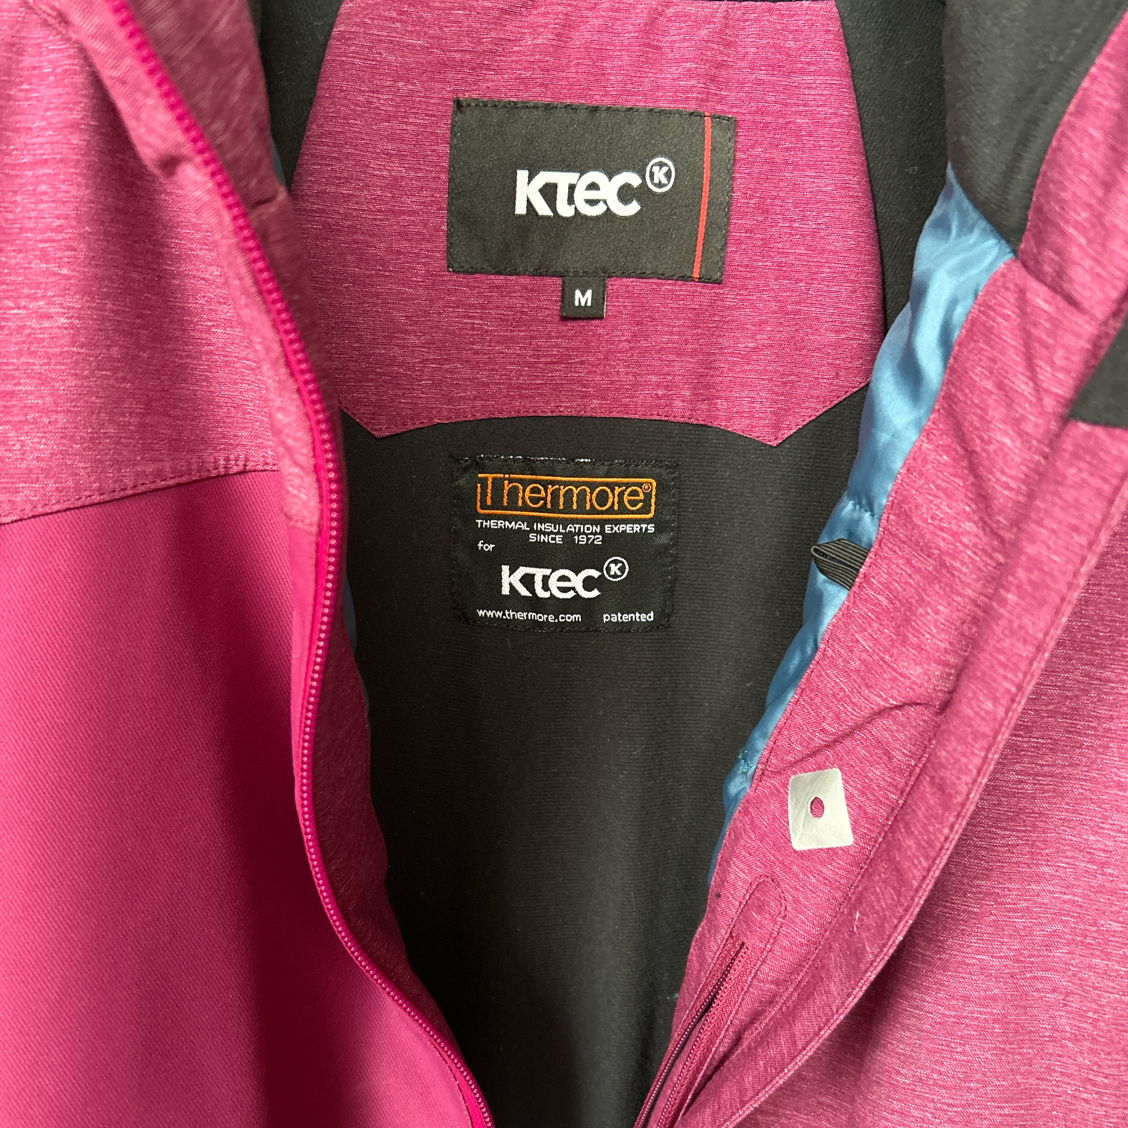 KTEC K
M
Thermore®
THERMAL INSULATION EXPERTS
SINCE 1972
for
KTEC K
www.thermore.com patented